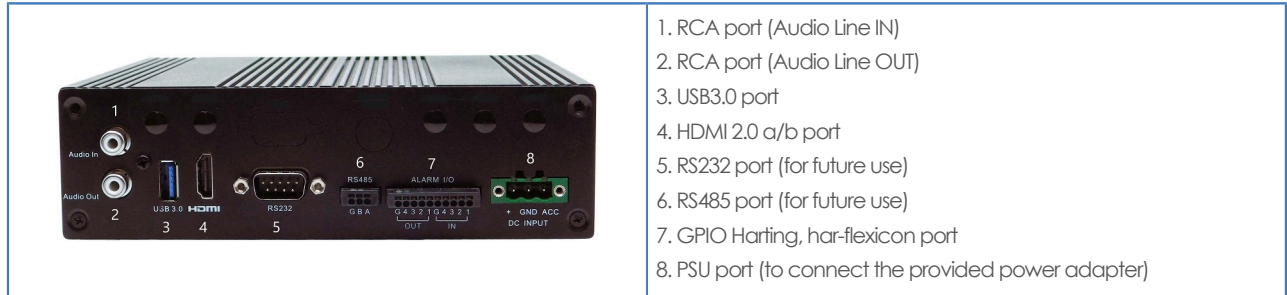 1
Audio In
Audio Out
2
USB 3.0
3
HDMI
4
RS232
5
6
RS485
G B A
7
ALARM I/O
G 4 3 2 1 G 4 3 2 1
OUT IN
8
+ GND ACC
DC INPUT
1. RCA port (Audio Line IN)
2. RCA port (Audio Line OUT)
3. USB3.0 port
4. HDMI 2.0 a/b port
5. RS232 port (for future use)
6. RS485 port (for future use)
7. GPIO Harting, har-flexicon port
8. PSU port (to connect the provided power adapter)